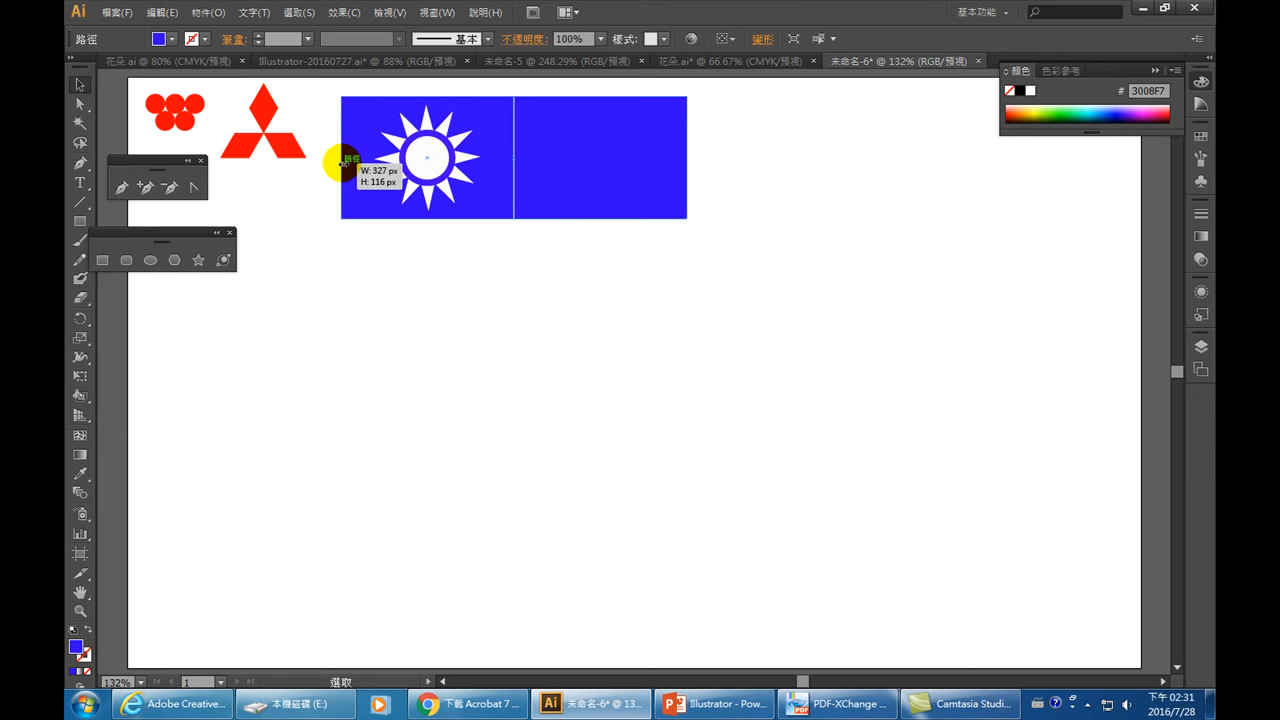 Ai 檔案(F) 編輯(E) 物件(O) 文字(T) 選取(S) 效果(C) 檢視(V) 視窗(W) 說明(H) Br 基本功能
路徑 筆畫: 基本 不透明度: 100% 樣式: 變形
花朵.ai @ 80% (CMYK/預視) × Illustrator-20160727.ai* @ 88% (RGB/預視) × 未命名-5 @ 248.29% (RGB/預視) × 花朵.ai* @ 66.67% (CMYK/預視) × 未命名-6* @ 132% (RGB/預視) ×
顏色 色彩參考
# 3008F7
路徑
W: 327 px
H: 116 px
132% 1 選取
Adobe Creative... 本機磁碟 (E:) 下載 Acrobat 7 ... Ai 未命名-6* @ 13... Illustrator - Pow... PDF-XChange ... Camtasia Studio...
下午 02:31
2016/7/28